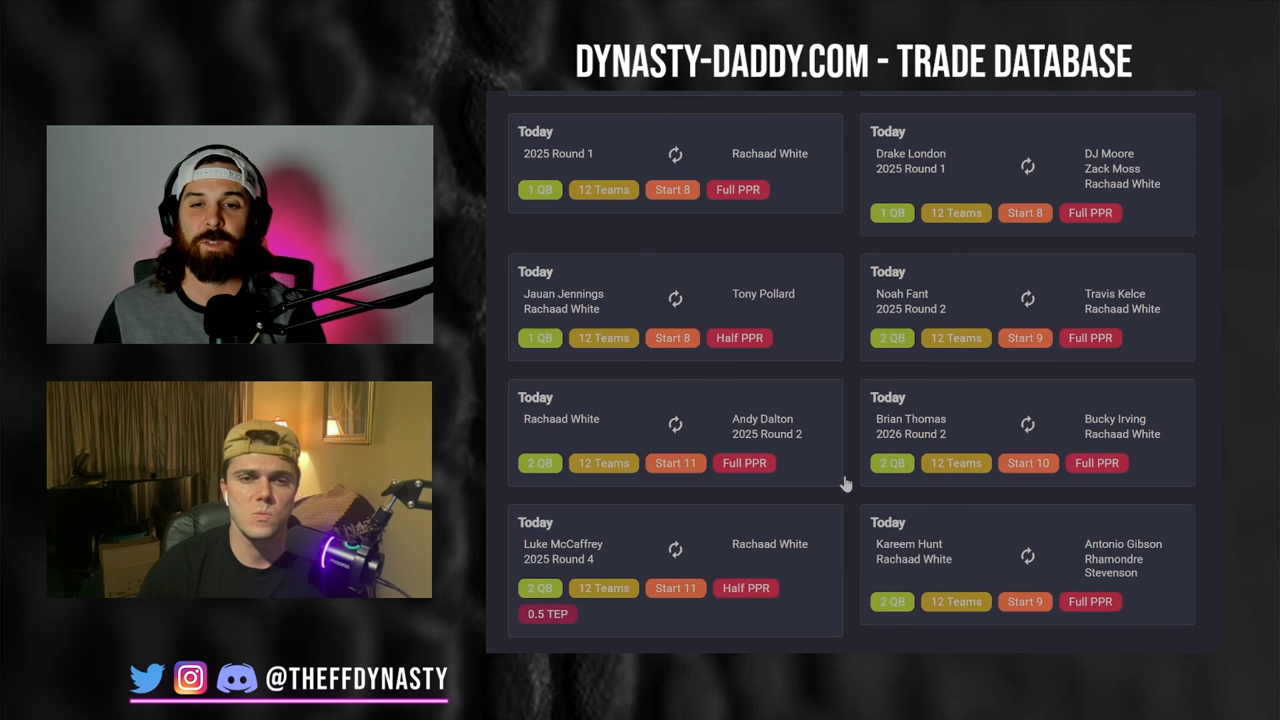 DYNASTY-DADDY.COM - TRADE DATABASE
Today
2025 Round 1
Rachaad White
1 QB
12 Teams
Start 8
Full PPR
Today
Drake London
2025 Round 1
DJ Moore
Zack Moss
Rachaad White
1 QB
12 Teams
Start 8
Full PPR
Today
Jauan Jennings
Rachaad White
Tony Pollard
1 QB
12 Teams
Start 8
Half PPR
Today
Noah Fant
2025 Round 2
Travis Kelce
Rachaad White
2 QB
12 Teams
Start 9
Full PPR
Today
Rachaad White
Andy Dalton
2025 Round 2
2 QB
12 Teams
Start 11
Full PPR
Today
Brian Thomas
2026 Round 2
Bucky Irving
Rachaad White
2 QB
12 Teams
Start 10
Full PPR
Today
Luke McCaffrey
2025 Round 4
Rachaad White
2 QB
12 Teams
Start 11
Half PPR
0.5 TEP
Today
Kareem Hunt
Rachaad White
Antonio Gibson
Rhamondre
Stevenson
2 QB
12 Teams
Start 9
Full PPR
@THEFFDYNASTY